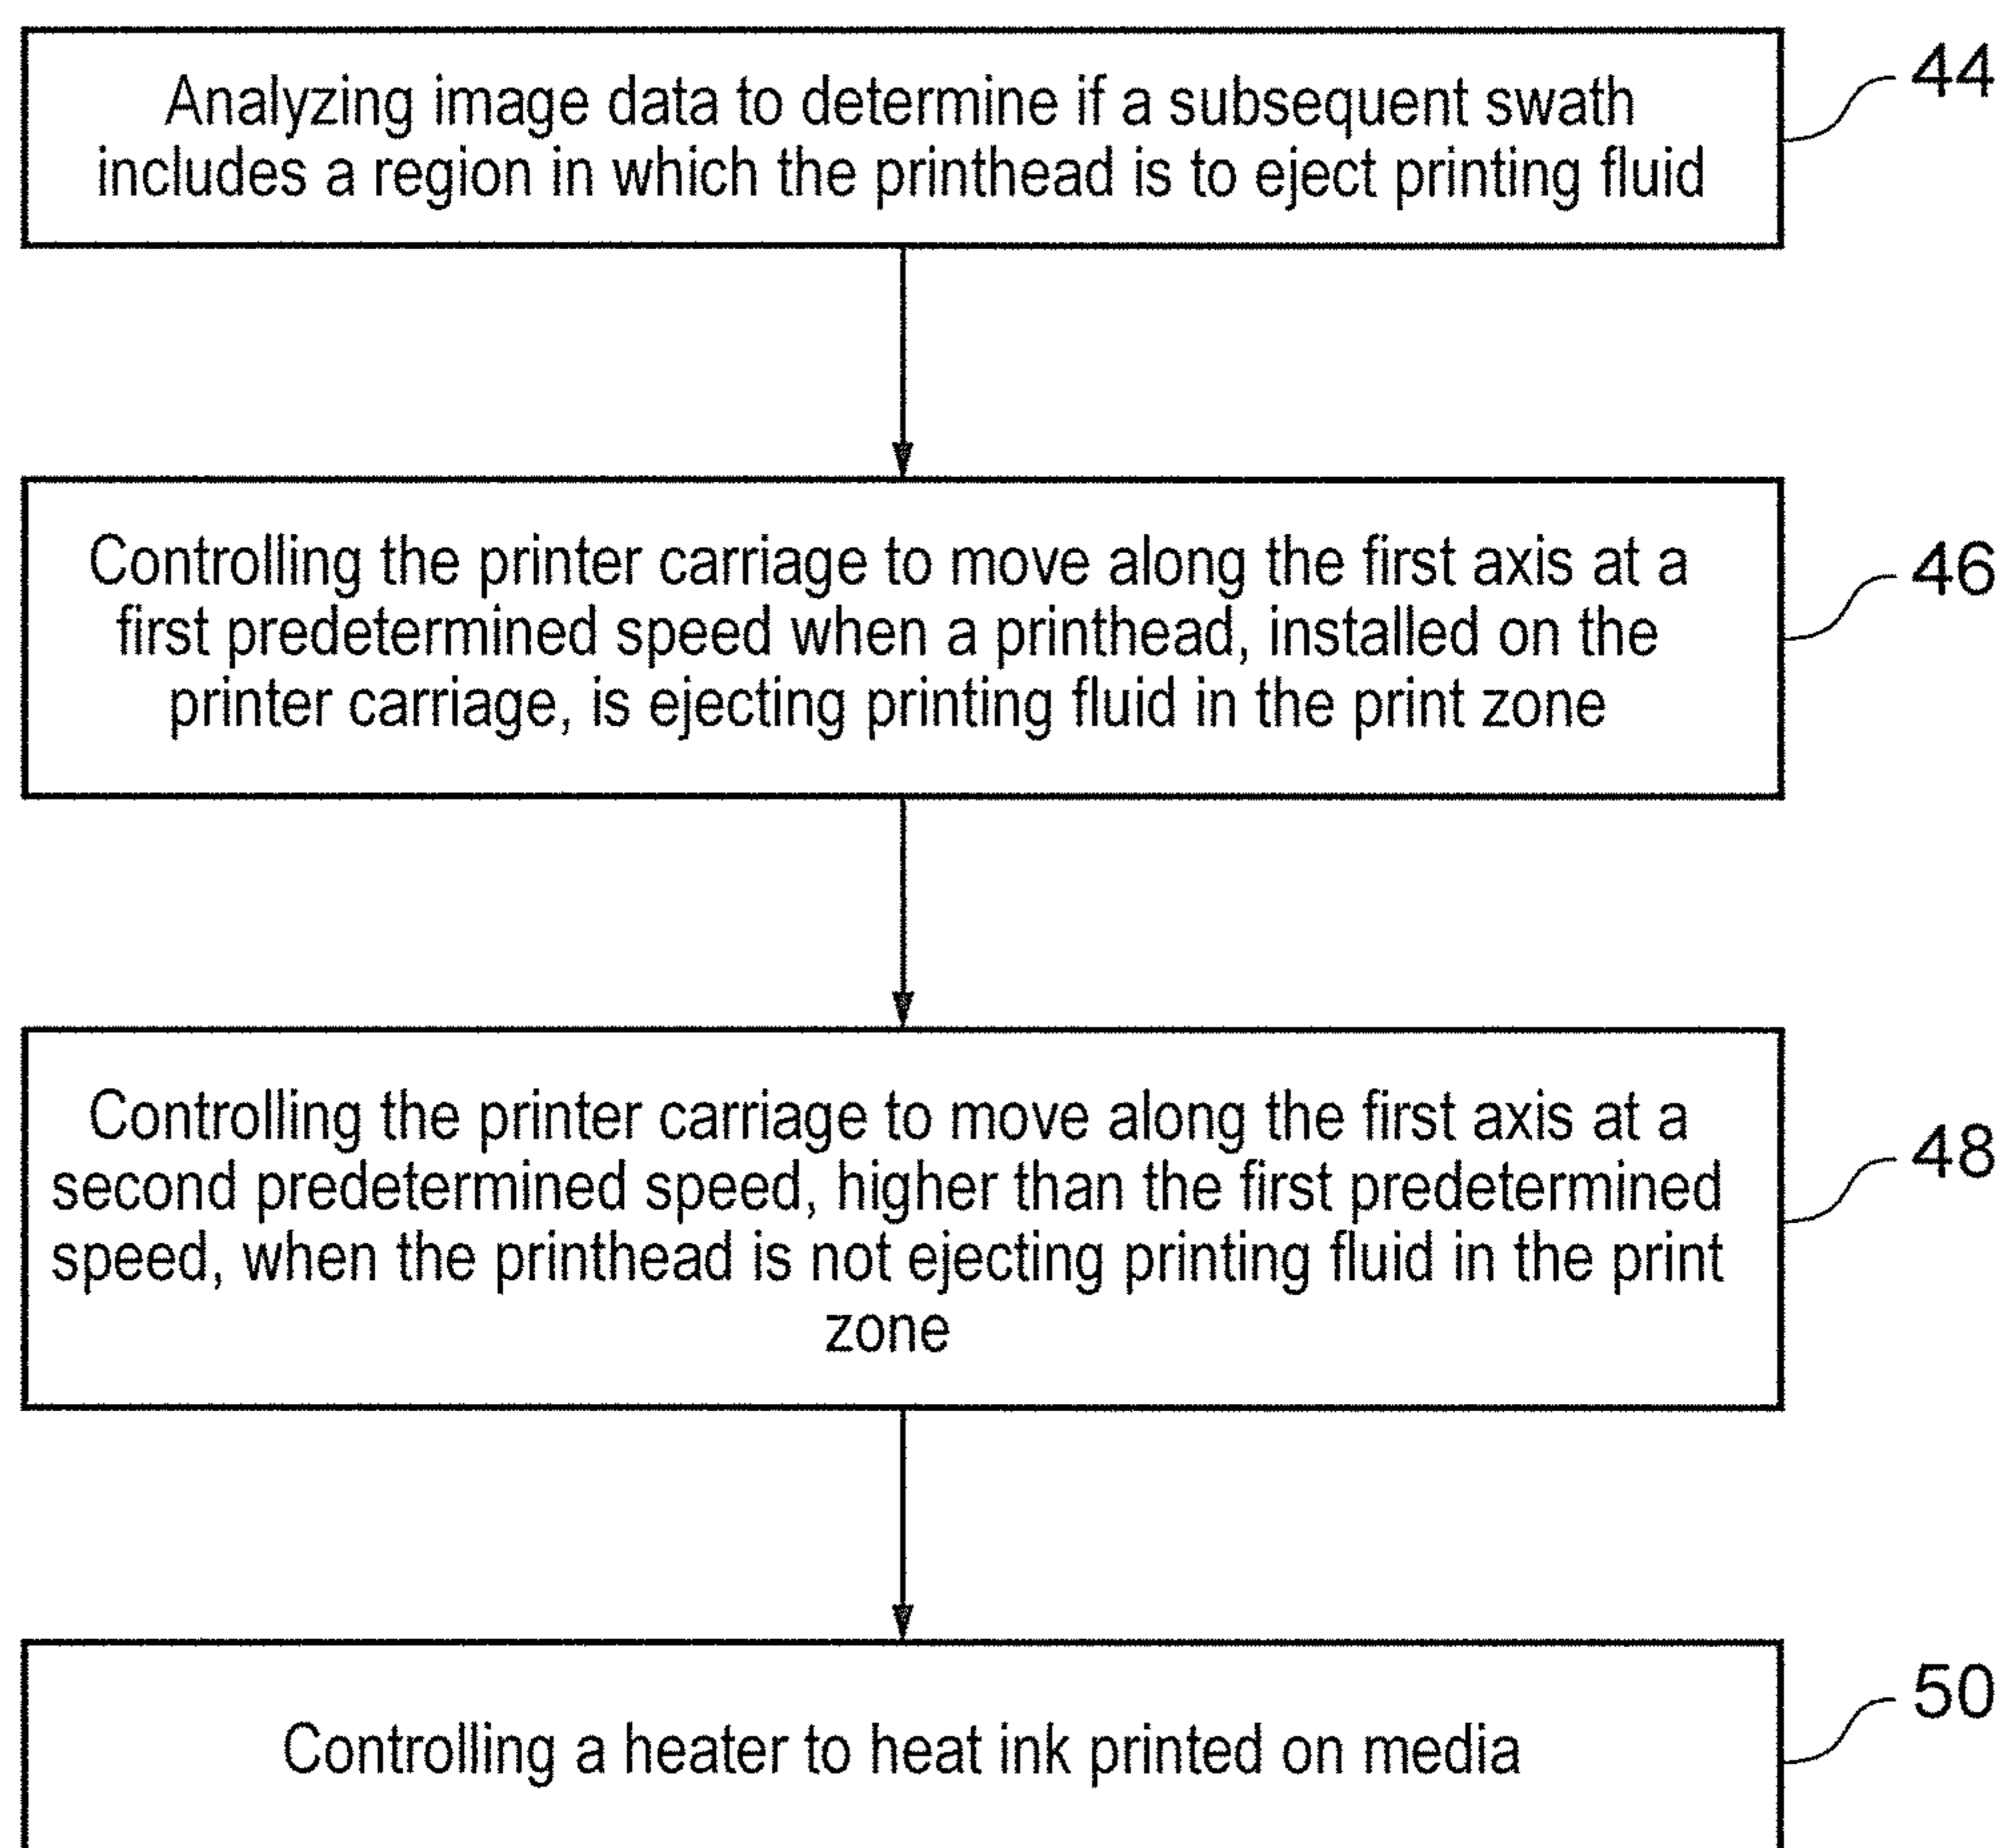 Analyzing image data to determine if a subsequent swath
includes a region in which the printhead is to eject printing fluid
44
Controlling the printer carriage to move along the first axis at a
first predetermined speed when a printhead, installed on the
printer carriage, is ejecting printing fluid in the print zone
46
Controlling the printer carriage to move along the first axis at a
second predetermined speed, higher than the first predetermined
speed, when the printhead is not ejecting printing fluid in the print
zone
48
Controlling a heater to heat ink printed on media
50